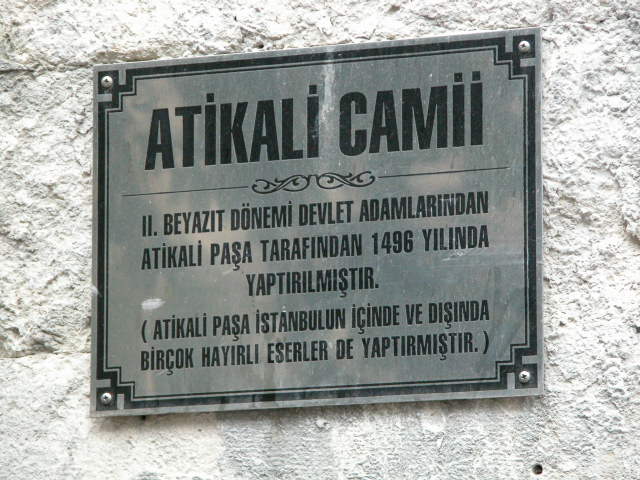 ATİKALİ CAMİİ
II. BEYAZIT DÖNEMİ DEVLET ADAMLARINDAN
ATİKALİ PAŞA TARAFINDAN 1496 YILINDA
YAPTIRILMIŞTIR.
( ATİKALİ PAŞA İSTANBULUN İÇİNDE VE DIŞINDA
BİRÇOK HAYIRLI ESERLER DE YAPTIRMIŞTIR. )